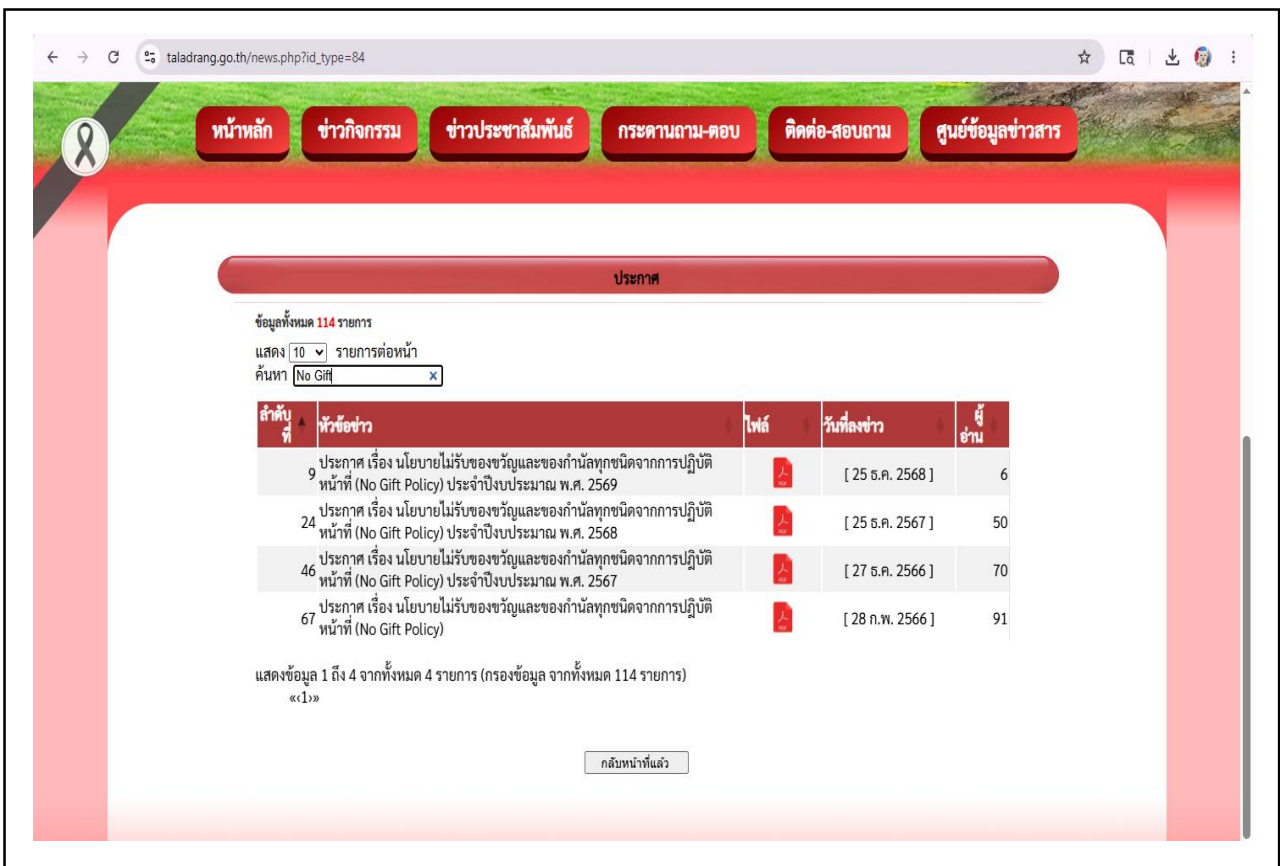 taladrang.go.th/news.php?id_type=84
หน้าหลัก ข่าวกิจกรรม ข่าวประชาสัมพันธ์ กระดานถาม-ตอบ ติดต่อ-สอบถาม ศูนย์ข้อมูลข่าวสาร
ประกาศ
ข้อมูลทั้งหมด 114 รายการ
แสดง 10 รายการต่อหน้า
ค้นหา No Gift
ลำดับที่ หัวข้อข่าว ไฟล์ วันที่ลงข่าว ผู้อ่าน
9 ประกาศ เรื่อง นโยบายไม่รับของขวัญและของกำนัลทุกชนิดจากการปฏิบัติ
หน้าที่ (No Gift Policy) ประจำปีงบประมาณ พ.ศ. 2569 PDF [ 25 ธ.ค. 2568 ] 6
24 ประกาศ เรื่อง นโยบายไม่รับของขวัญและของกำนัลทุกชนิดจากการปฏิบัติ
หน้าที่ (No Gift Policy) ประจำปีงบประมาณ พ.ศ. 2568 PDF [ 25 ธ.ค. 2567 ] 50
46 ประกาศ เรื่อง นโยบายไม่รับของขวัญและของกำนัลทุกชนิดจากการปฎิบัติ
หน้าที่ (No Gift Policy) ประจำปีงบประมาณ พ.ศ. 2567 PDF [ 27 ธ.ค. 2566 ] 70
67 ประกาศ เรื่อง นโยบายไม่รับของขวัญและของกำนัลทุกชนิดจากการปฎิบัติ
หน้าที่ (No Gift Policy) PDF [ 28 ก.พ. 2566 ] 91
แสดงข้อมูล 1 ถึง 4 จากทั้งหมด 4 รายการ (กรองข้อมูล จากทั้งหมด 114 รายการ)
«‹1›»
กลับหน้าที่แล้ว